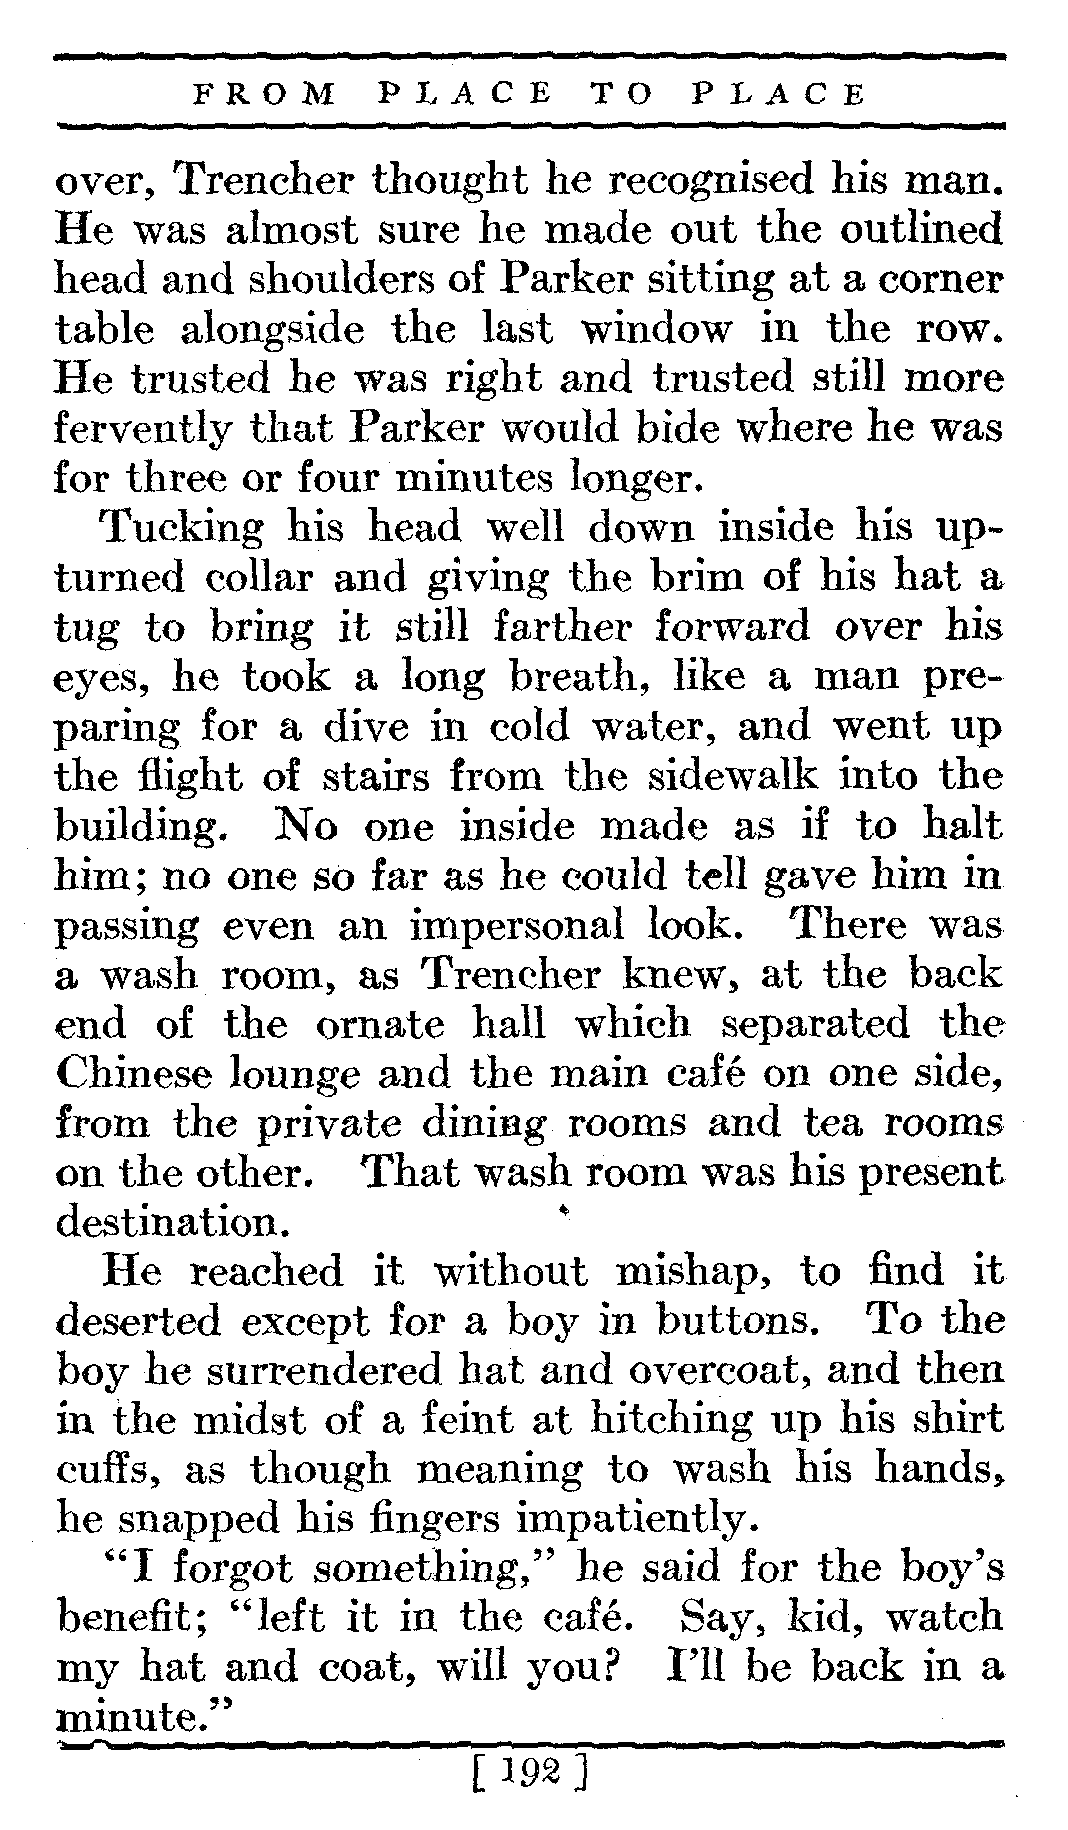 FROM PLACE TO PLACE
over, Trencher thought he recognised his man.
He was almost sure he made out the outlined
head and shoulders of Parker sitting at a corner
table alongside the last window in the row.
He trusted he was right and trusted still more
fervently that Parker would bide where he was
for three or four minutes longer.
Tucking his head well down inside his up-
turned collar and giving the brim of his hat a
tug to bring it still farther forward over his
eyes, he took a long breath, like a man pre-
paring for a dive in cold water, and went up
the flight of stairs from the sidewalk into the
building. No one inside made as if to halt
him; no one so far as he could tell gave him in
passing even an impersonal look. There was
a wash room, as Trencher knew, at the back
end of the ornate hall which separated the
Chinese lounge and the main café on one side,
from the private dining rooms and tea rooms
on the other. That wash room was his present
destination.
He reached it without mishap, to find it
deserted except for a boy in buttons. To the
boy he surrendered hat and overcoat, and then
in the midst of a feint at hitching up his shirt
cuffs, as though meaning to wash his hands,
he snapped his fingers impatiently.
"I forgot something," he said for the boy's
benefit; "left it in the café. Say, kid, watch
my hat and coat, will you? I'll be back in a
minute."
[ 192 ]